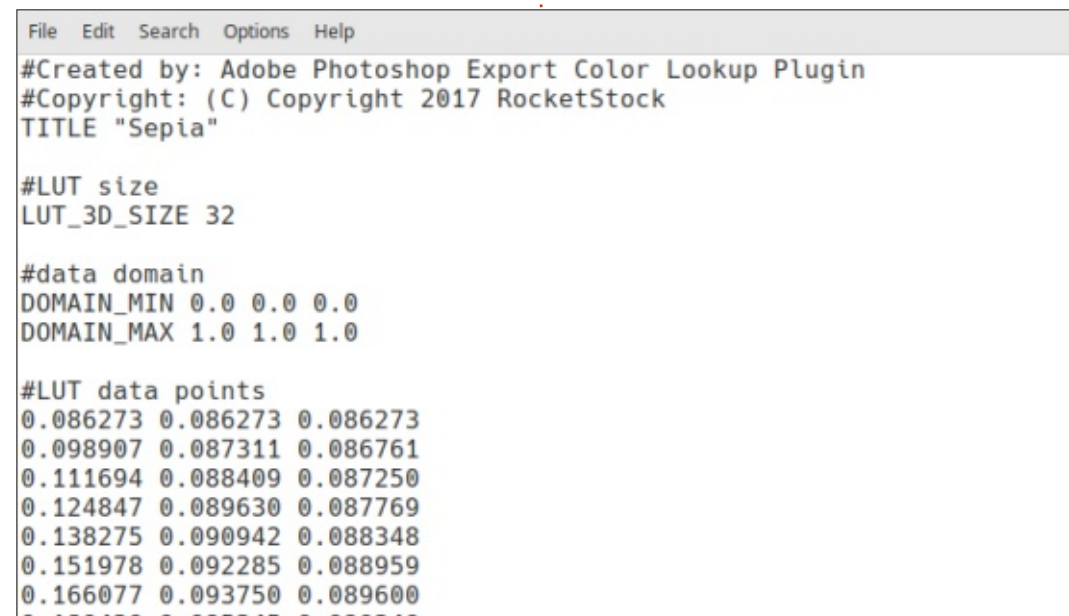 File Edit Search Options Help
#Created by: Adobe Photoshop Export Color Lookup Plugin
#Copyright: (C) Copyright 2017 RocketStock
TITLE "Sepia"
#LUT size
LUT_3D_SIZE 32
#data domain
DOMAIN_MIN 0.0 0.0 0.0
DOMAIN_MAX 1.0 1.0 1.0
#LUT data points
0.086273 0.086273 0.086273
0.098907 0.087311 0.086761
0.111694 0.088409 0.087250
0.124847 0.089630 0.087769
0.138275 0.090942 0.088348
0.151978 0.092285 0.088959
0.166077 0.093750 0.089600